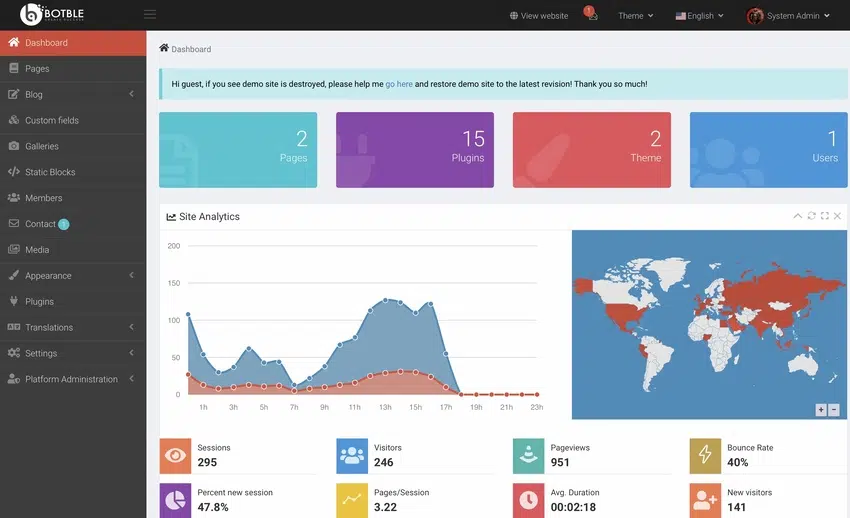 BOTBLE
View website
1
Theme
English
System Admin
Dashboard
Pages
Blog
Custom fields
Galleries
Static Blocks
Members
Contact 1
Media
Appearance
Plugins
Translations
Settings
Platform Administration
Dashboard
Hi guest, if you see demo site is destroyed, please help me go here and restore demo site to the latest revision! Thank you so much!
2
Pages
15
Plugins
2
Theme
1
Users
Site Analytics
200
150
100
50
0
1h 3h 5h 7h 9h 11h 13h 15h 17h 19h 21h 23h
+ −
Sessions
295
Visitors
246
Pageviews
951
Bounce Rate
40%
Percent new session
47.8%
Pages/Session
3.22
Avg. Duration
00:02:18
New visitors
141